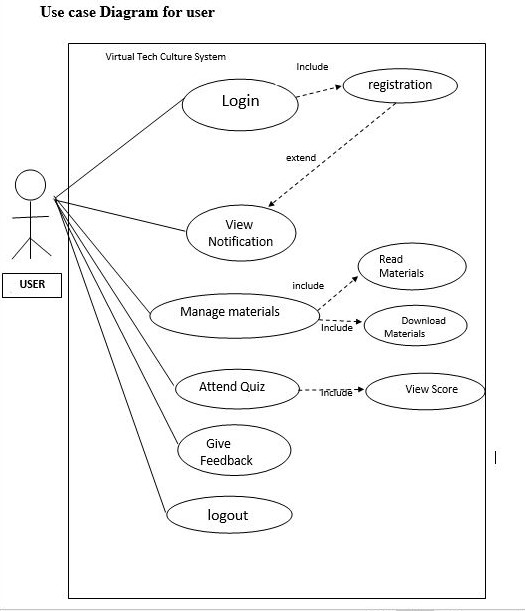 Use case Diagram for user
Virtual Tech Culture System
Include
Login
registration
extend
View
Notification
USER
Read
Materials
include
Manage materials
Download
Materials
Include
Attend Quiz
include
View Score
Give
Feedback
logout